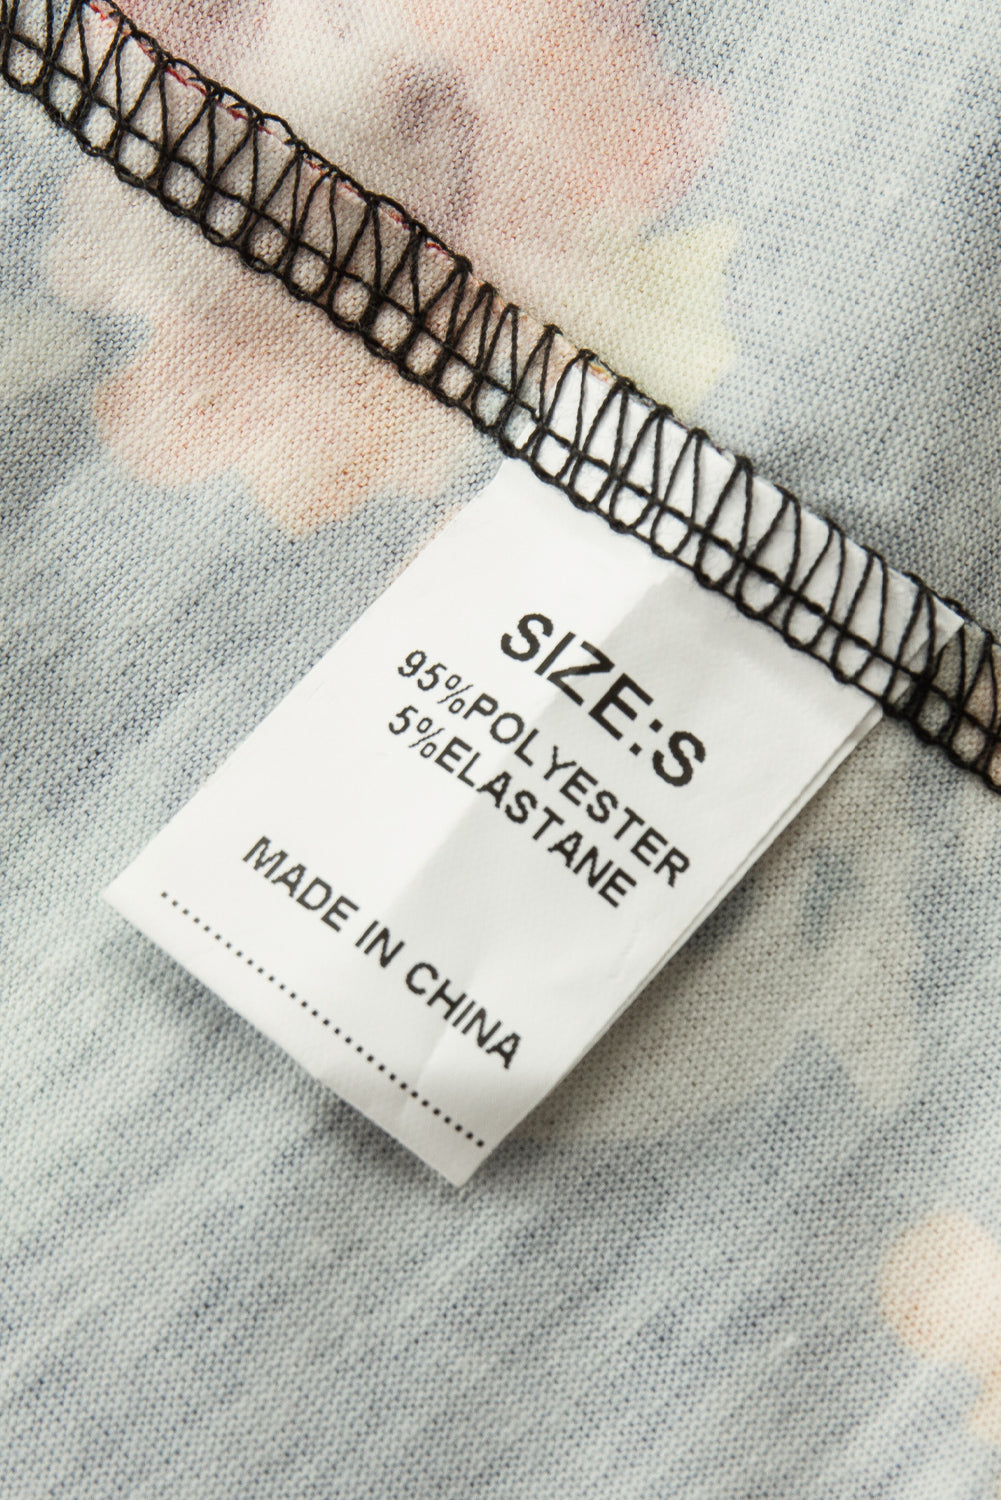 SIZE:S
95%POLYESTER
5%ELASTANE
MADE IN CHINA